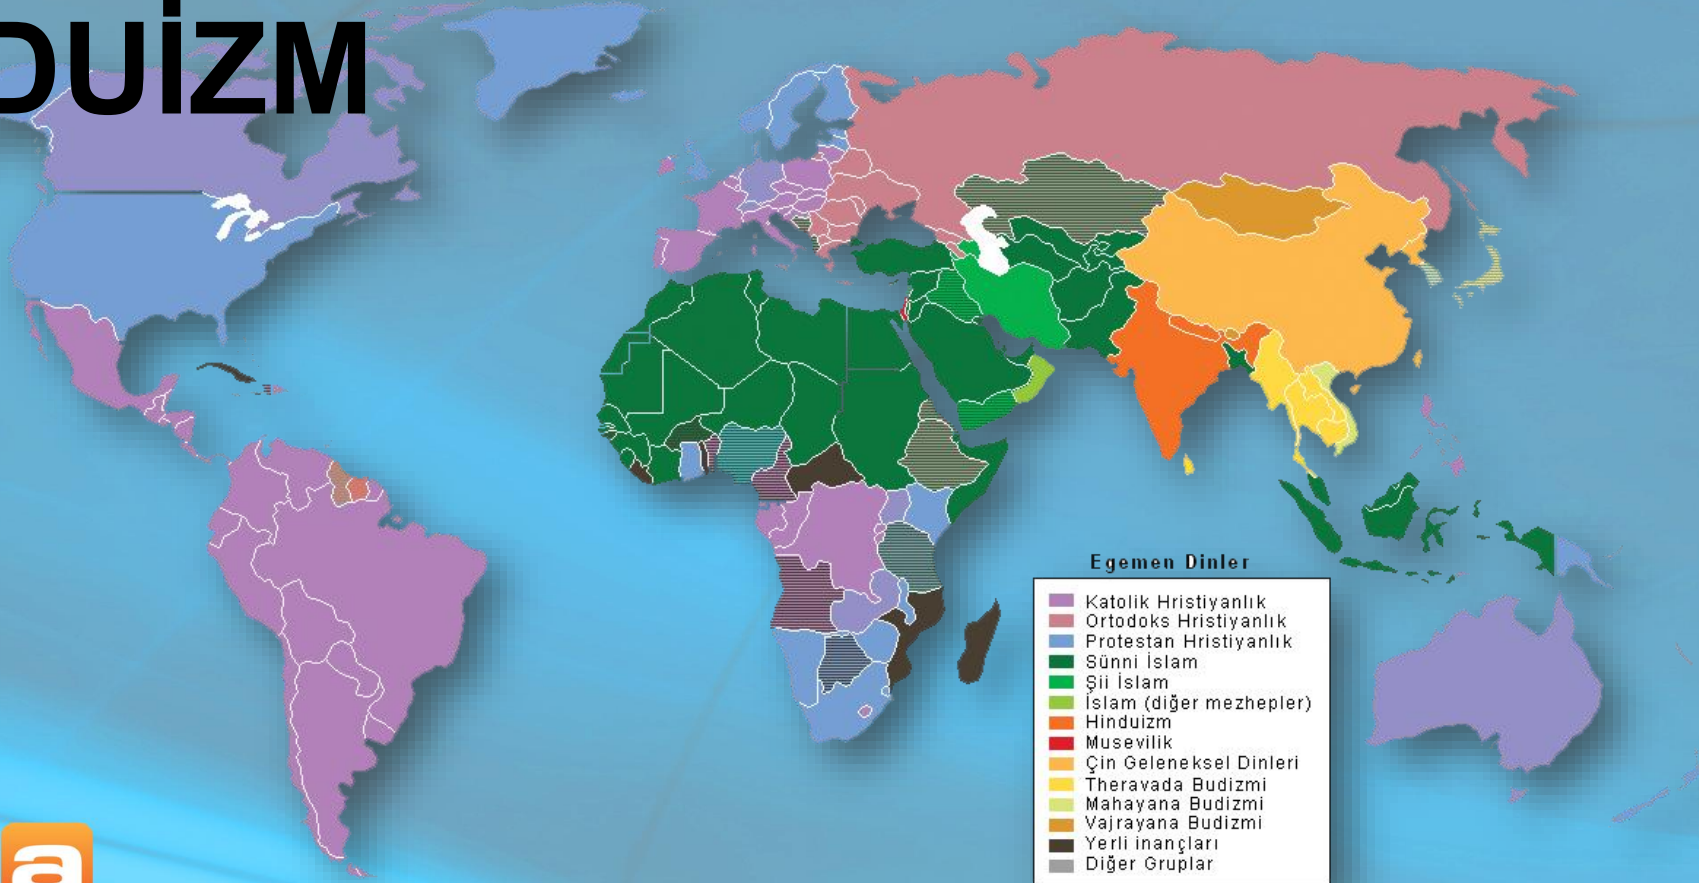 DUİZM
Egemen Dinler
Katolik Hristiyanlık
Ortodoks Hristiyanlık
Protestan Hristiyanlık
Sünni İslam
Şii İslam
İslam (diğer mezhepler)
Hinduizm
Musevilik
Çin Geleneksel Dinleri
Theravada Budizmi
Mahayana Budizmi
Vajrayana Budizmi
Yerli inançları
Diğer Gruplar
a